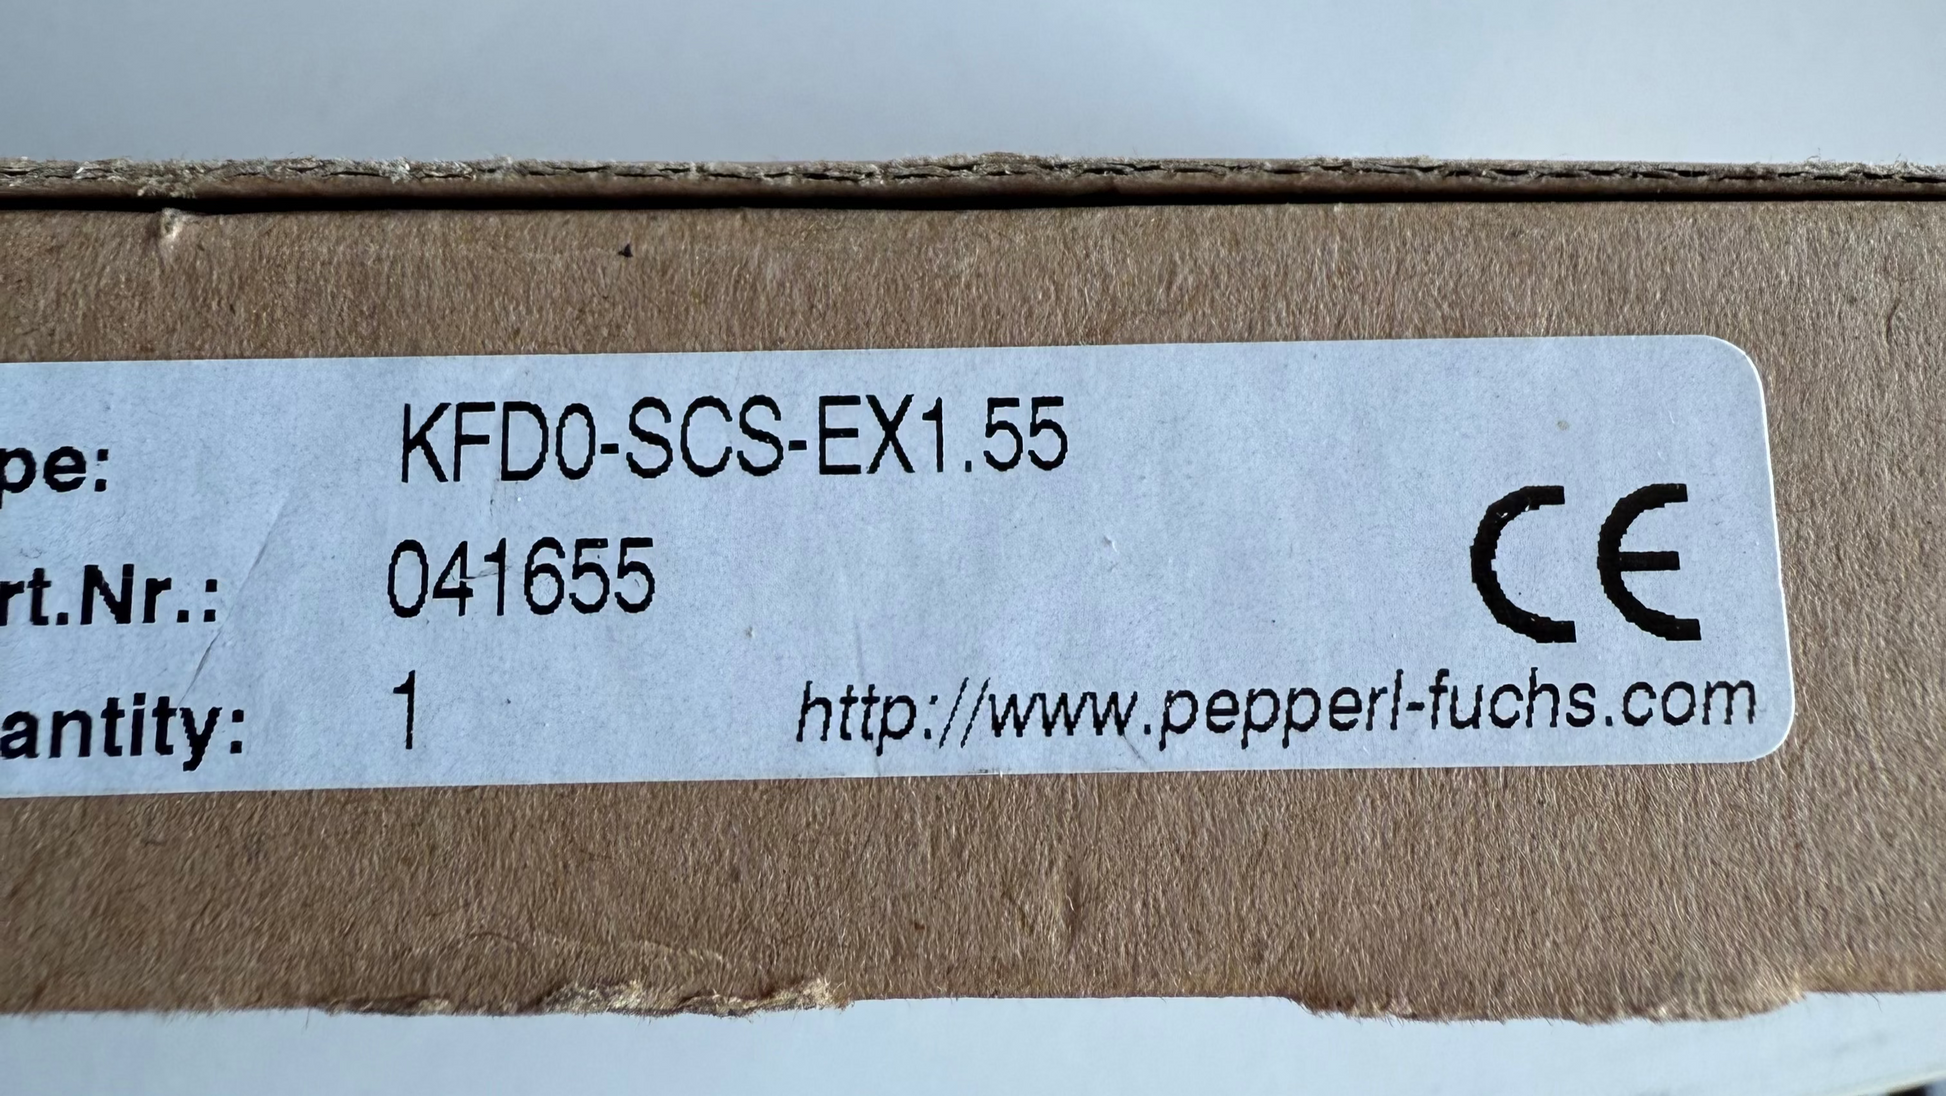 pe: KFD0-SCS-EX1.55
rt.Nr.: 041655
CE
antity: 1 http://www.pepperl-fuchs.com